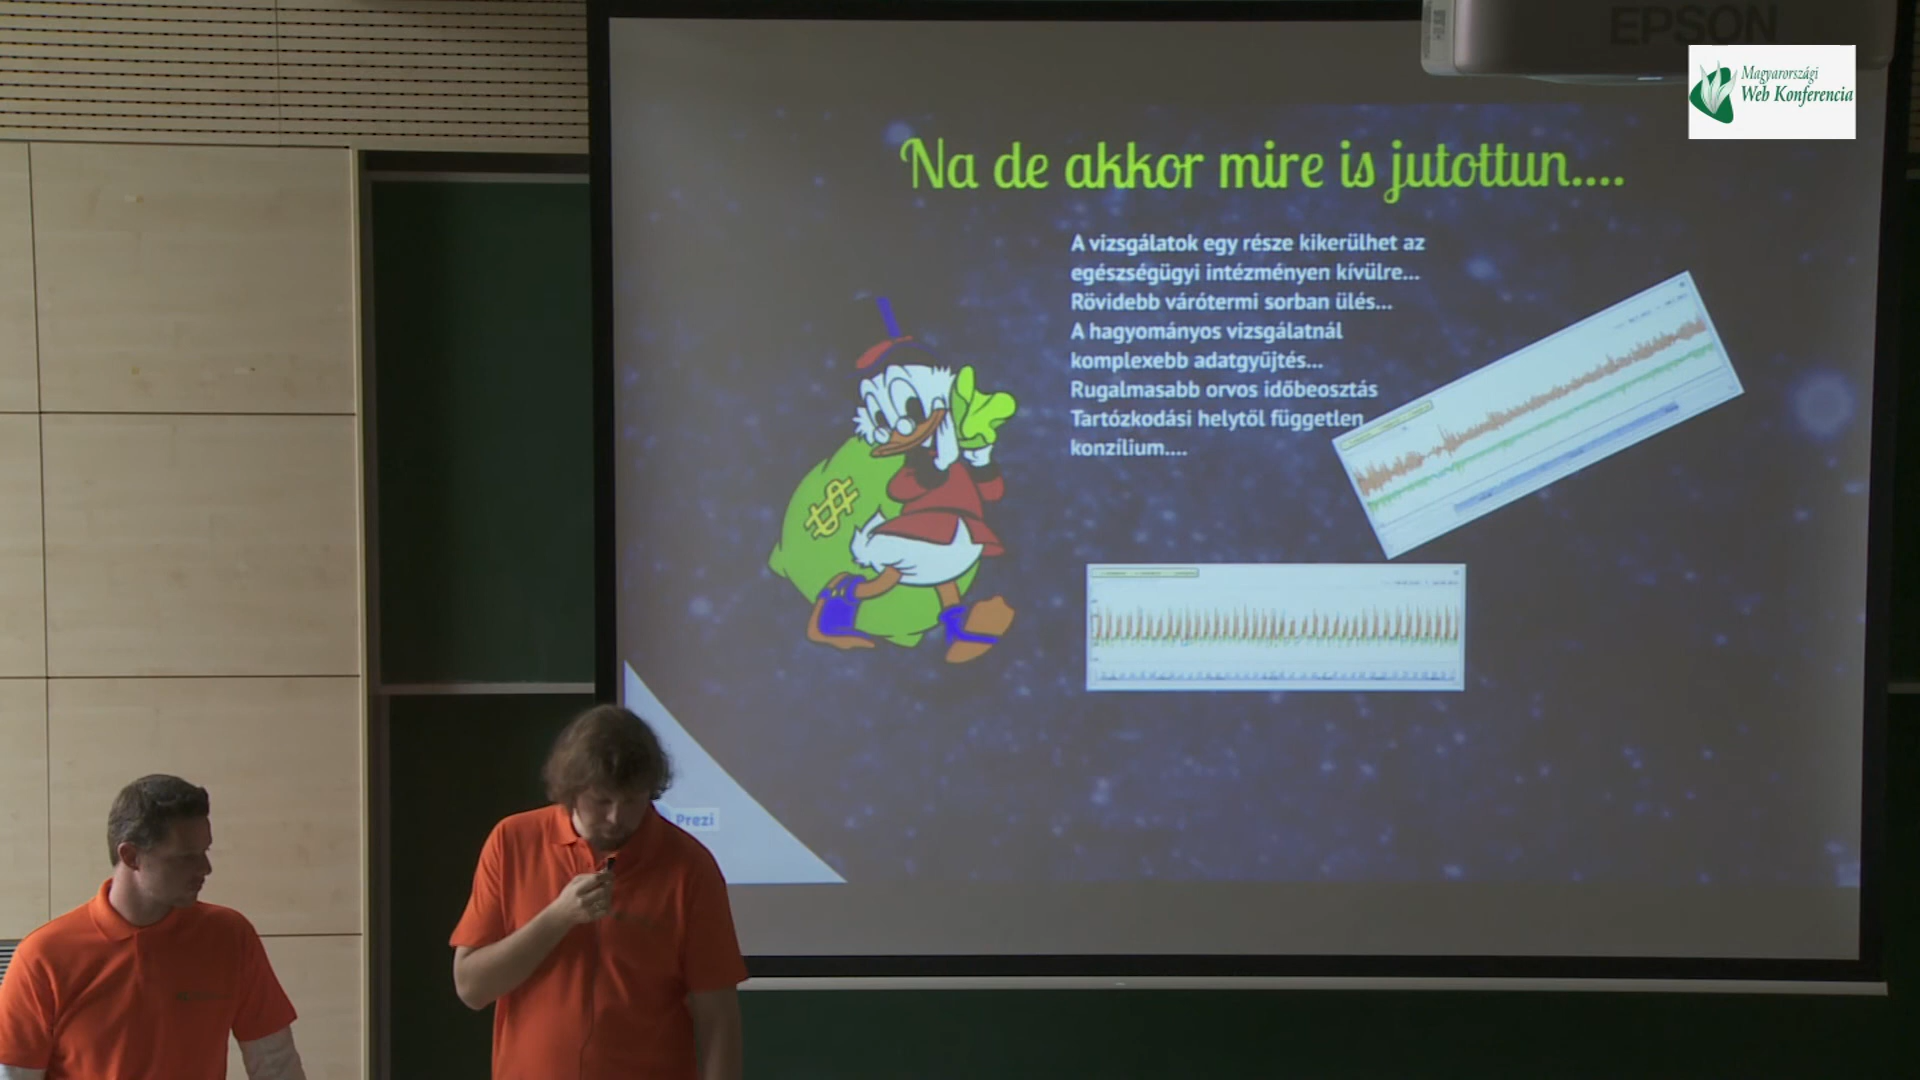 EPSON
Magyarországi
Web Konferencia
Na de akkor mire is jutottun....
A vizsgálatok egy része kikerülhet az
egészségügyi intézményen kívülre...
Rövidebb várótermi sorban ülés...
A hagyományos vizsgálatnál
komplexebb adatgyűjtés...
Rugalmasabb orvos időbeosztás
Tartózkodási helytől független
konzílium....
Prezi